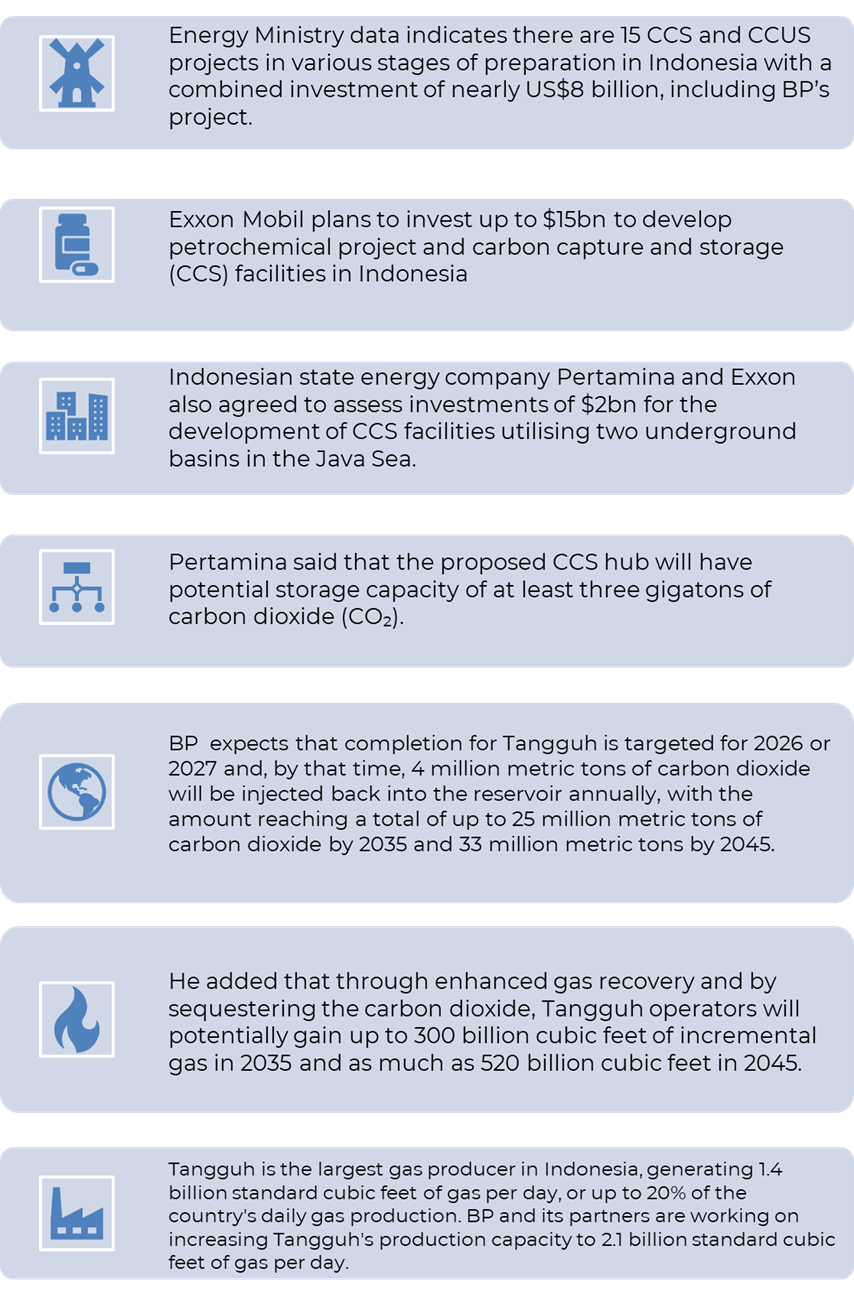 Energy Ministry data indicates there are 15 CCS and CCUS
projects in various stages of preparation in Indonesia with a
combined investment of nearly US$8 billion, including BP’s
project.
Exxon Mobil plans to invest up to $15bn to develop
petrochemical project and carbon capture and storage
(CCS) facilities in Indonesia
Indonesian state energy company Pertamina and Exxon
also agreed to assess investments of $2bn for the
development of CCS facilities utilising two underground
basins in the Java Sea.
Pertamina said that the proposed CCS hub will have
potential storage capacity of at least three gigatons of
carbon dioxide (CO₂).
BP  expects that completion for Tangguh is targeted for 2026 or
2027 and, by that time, 4 million metric tons of carbon dioxide
will be injected back into the reservoir annually, with the
amount reaching a total of up to 25 million metric tons of
carbon dioxide by 2035 and 33 million metric tons by 2045.
He added that through enhanced gas recovery and by
sequestering the carbon dioxide, Tangguh operators will
potentially gain up to 300 billion cubic feet of incremental
gas in 2035 and as much as 520 billion cubic feet in 2045.
Tangguh is the largest gas producer in Indonesia, generating 1.4
billion standard cubic feet of gas per day, or up to 20% of the
country's daily gas production. BP and its partners are working on
increasing Tangguh's production capacity to 2.1 billion standard cubic
feet of gas per day.